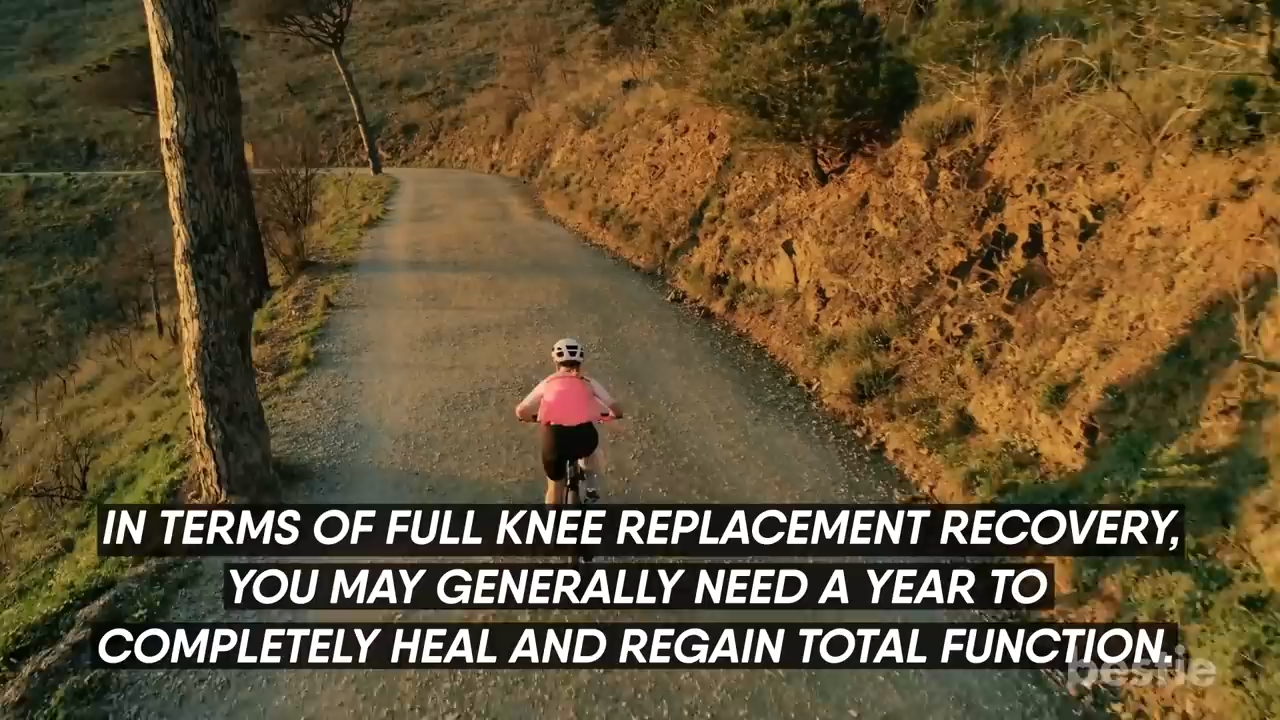 IN TERMS OF FULL KNEE REPLACEMENT RECOVERY,
YOU MAY GENERALLY NEED A YEAR TO
COMPLETELY HEAL AND REGAIN TOTAL FUNCTION.
bestie